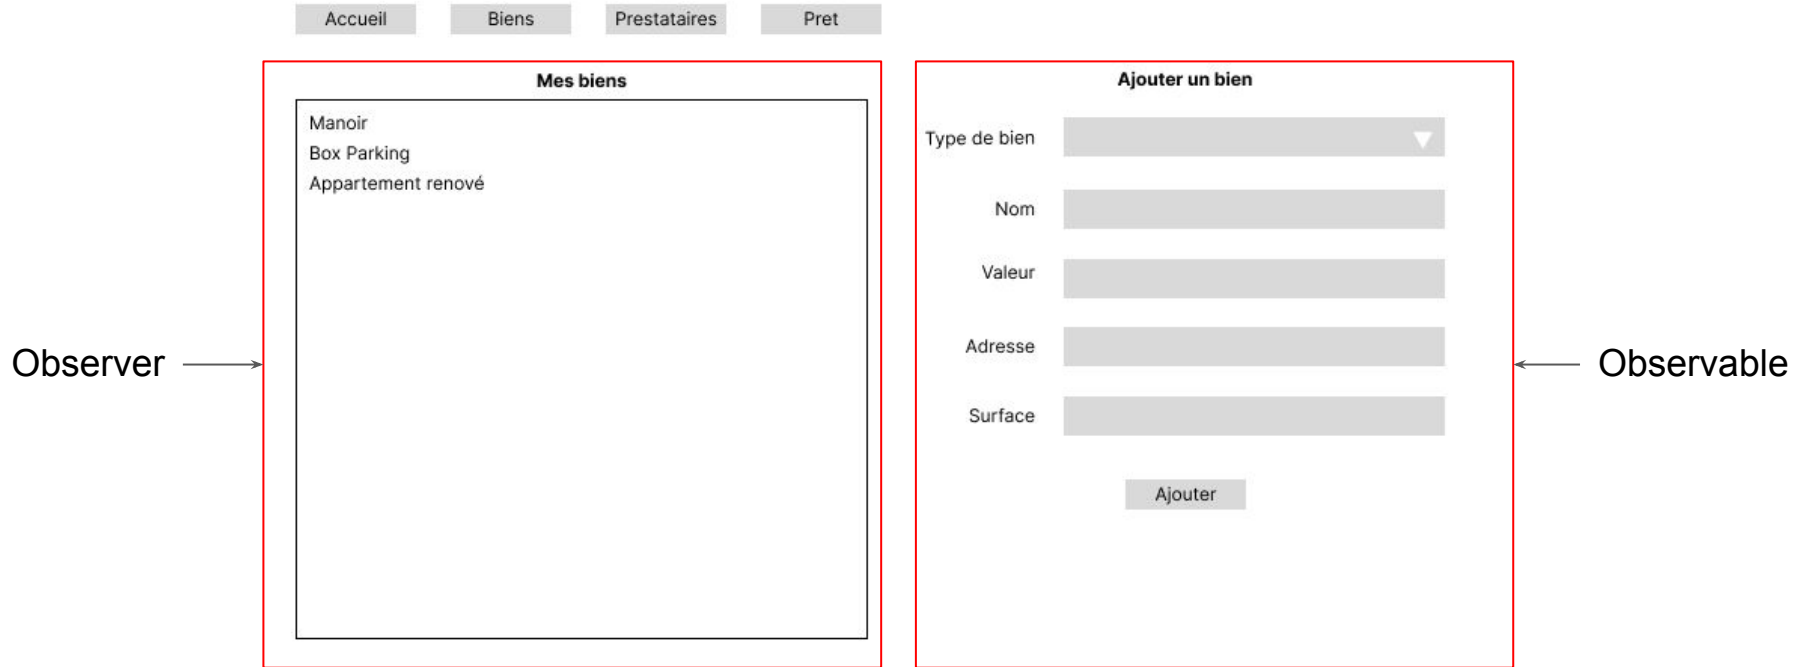 Accueil Biens Prestataires Pret
Mes biens
Manoir
Box Parking
Appartement renové
Observer
Ajouter un bien
Type de bien
Nom
Valeur
Adresse
Surface
Ajouter
Observable